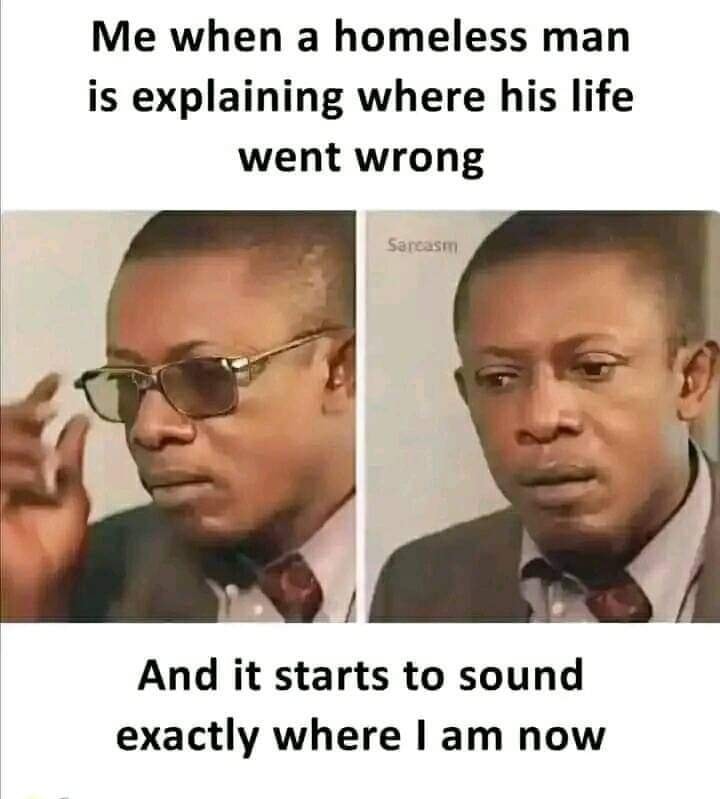 Me when a homeless man
is explaining where his life
went wrong
Sarcasm
And it starts to sound
exactly where I am now